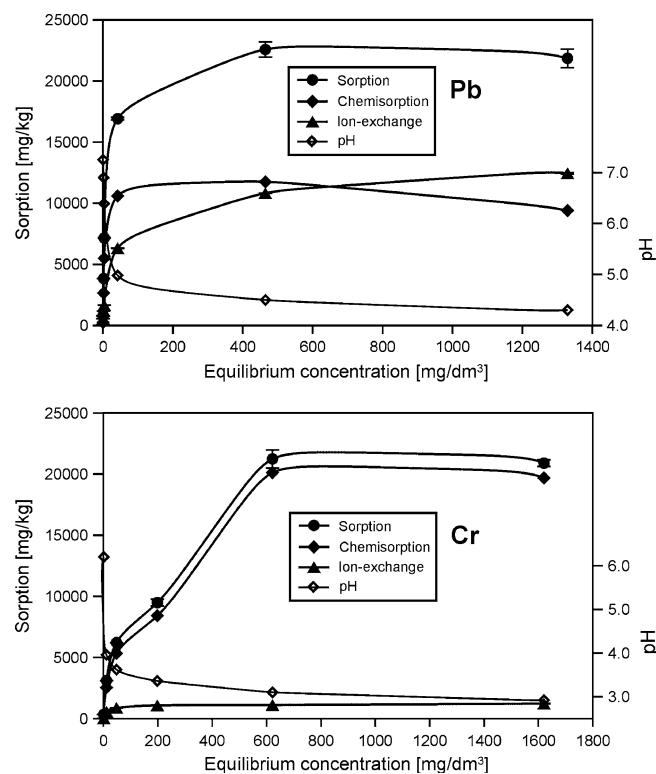 25000
20000
15000
10000
5000
0
Sorption [mg/kg]
Sorption
Chemisorption
Ion-exchange
pH
Pb
7.0
6.0
5.0
4.0
pH
0 200 400 600 800 1000 1200 1400
Equilibrium concentration [mg/dm³]
25000
20000
15000
10000
5000
0
Sorption [mg/kg]
Sorption
Chemisorption
Ion-exchange
pH
Cr
6.0
5.0
4.0
3.0
pH
0 200 400 600 800 1000 1200 1400 1600 1800
Equilibrium concentration [mg/dm³]